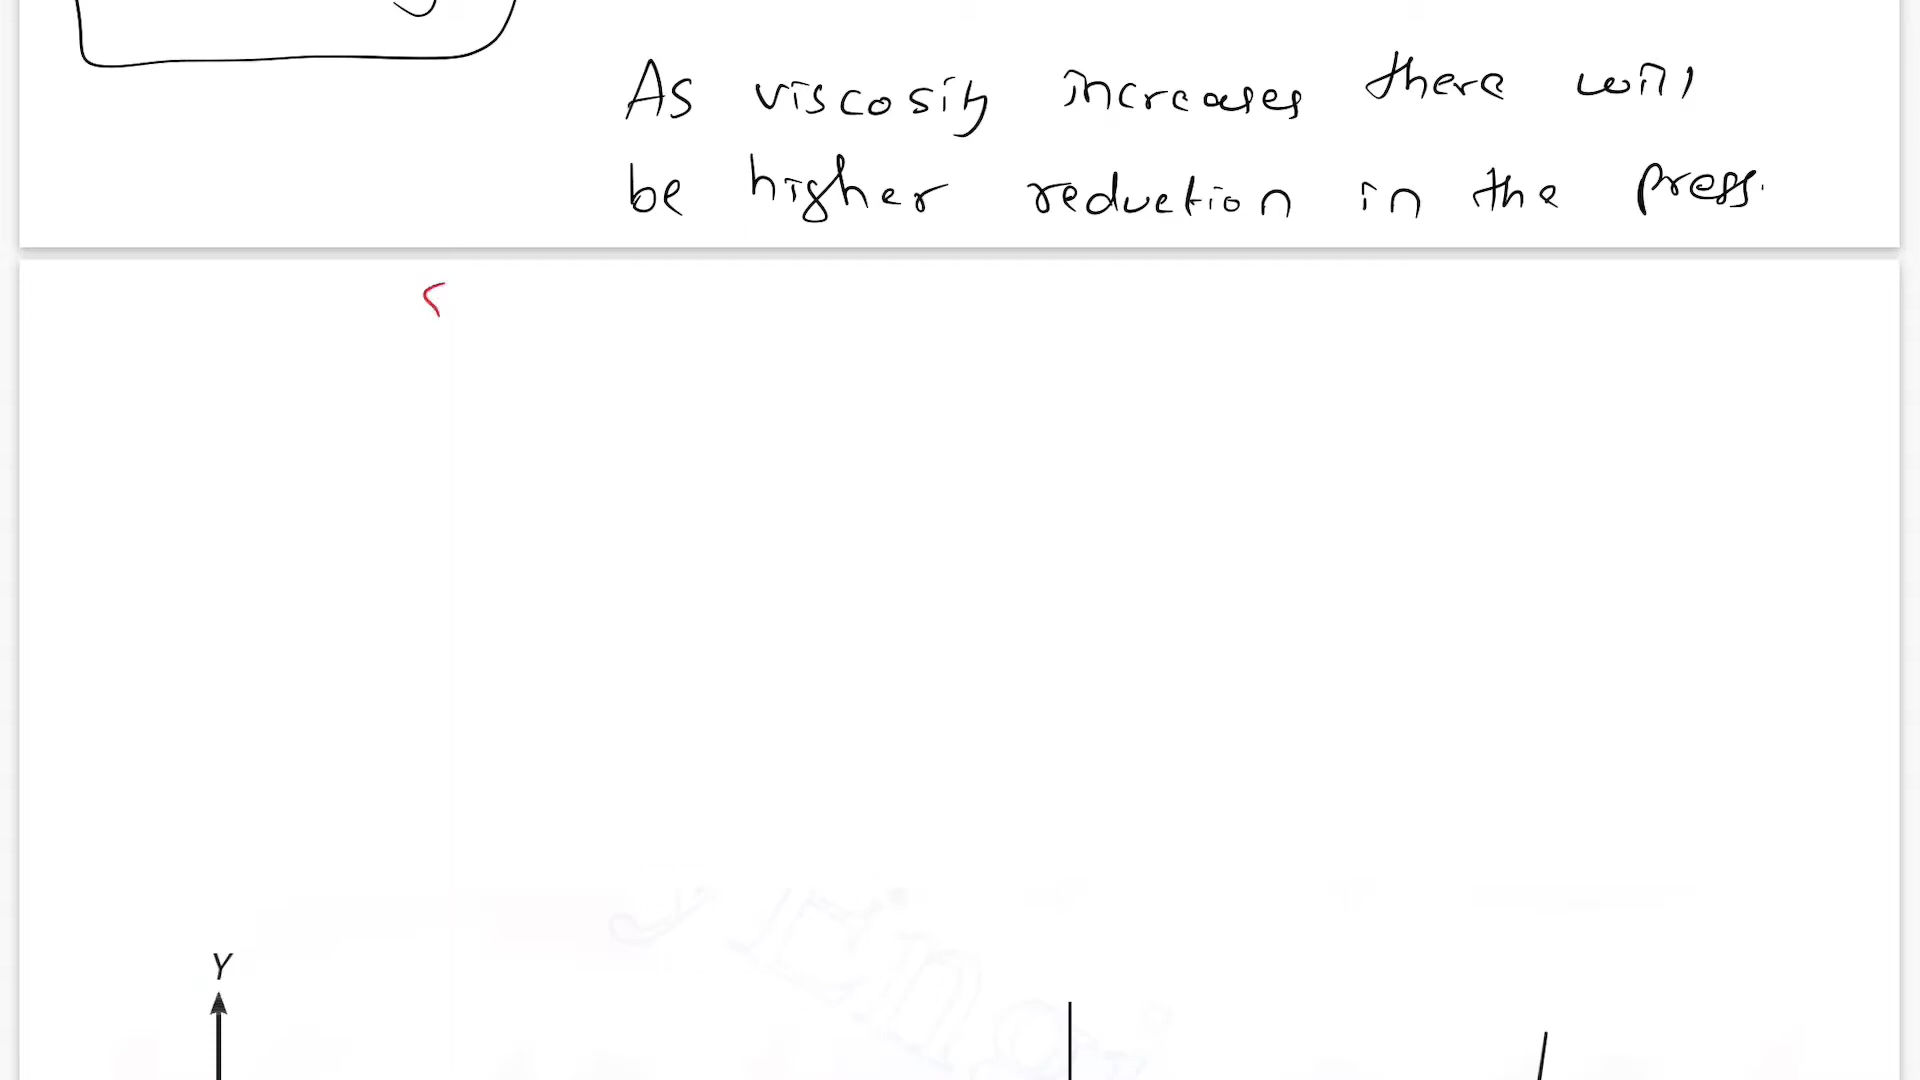 As viscosity increases there will
be higher reduction in the press.
Y